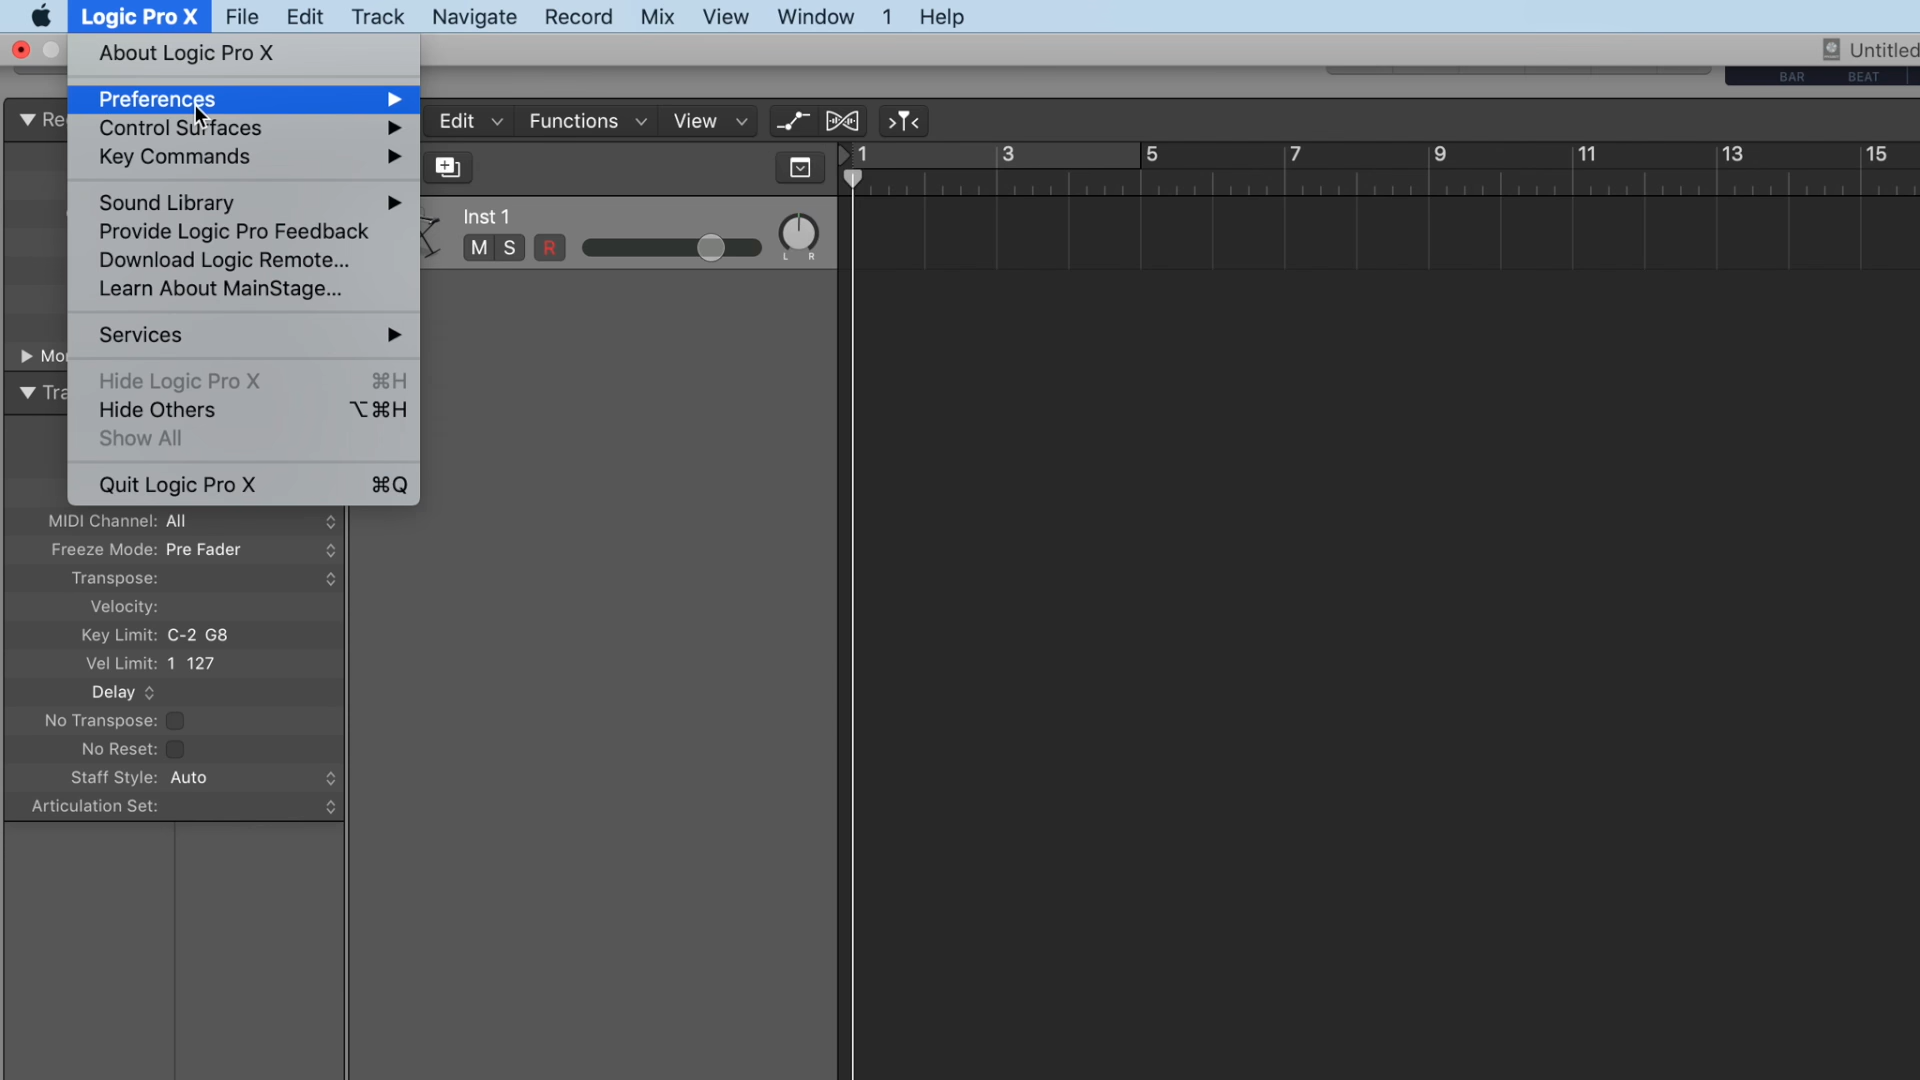 Logic Pro X File Edit Track Navigate Record Mix View Window 1 Help
Untitled
About Logic Pro X
BAR BEAT
Preferences
Control Surfaces
Key Commands
Sound Library
Provide Logic Pro Feedback
Download Logic Remote...
Learn About MainStage...
Services
Hide Logic Pro X ⌘H
Hide Others ⌥⌘H
Show All
Quit Logic Pro X ⌘Q
Edit Functions View
1 3 5 7 9 11 13 15
Inst 1
M S R
L R
MIDI Channel: All
Freeze Mode: Pre Fader
Transpose:
Velocity:
Key Limit: C-2 G8
Vel Limit: 1 127
Delay
No Transpose:
No Reset:
Staff Style: Auto
Articulation Set: